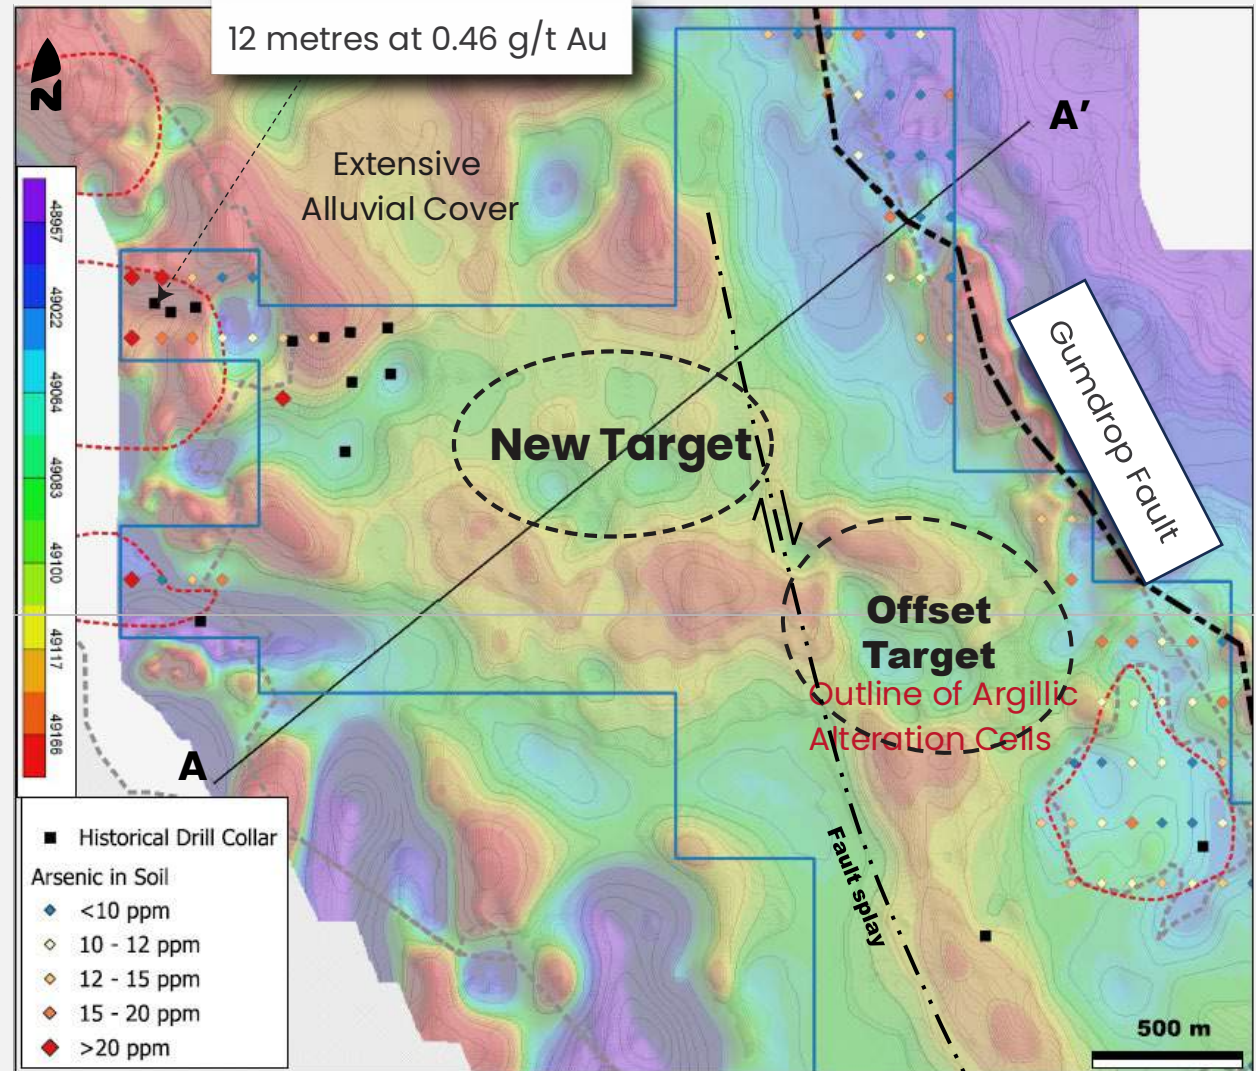 12 metres at 0.46 g/t Au
N
A'
Extensive
Alluvial Cover
48957
49022
49064
49083
49100
49117
49166
Gumdrop Fault
New Target
Offset
Target
Outline of Argillic
Alteration Cells
A
Fault splay
Historical Drill Collar
Arsenic in Soil
<10 ppm
10 - 12 ppm
12 - 15 ppm
15 - 20 ppm
>20 ppm
500 m